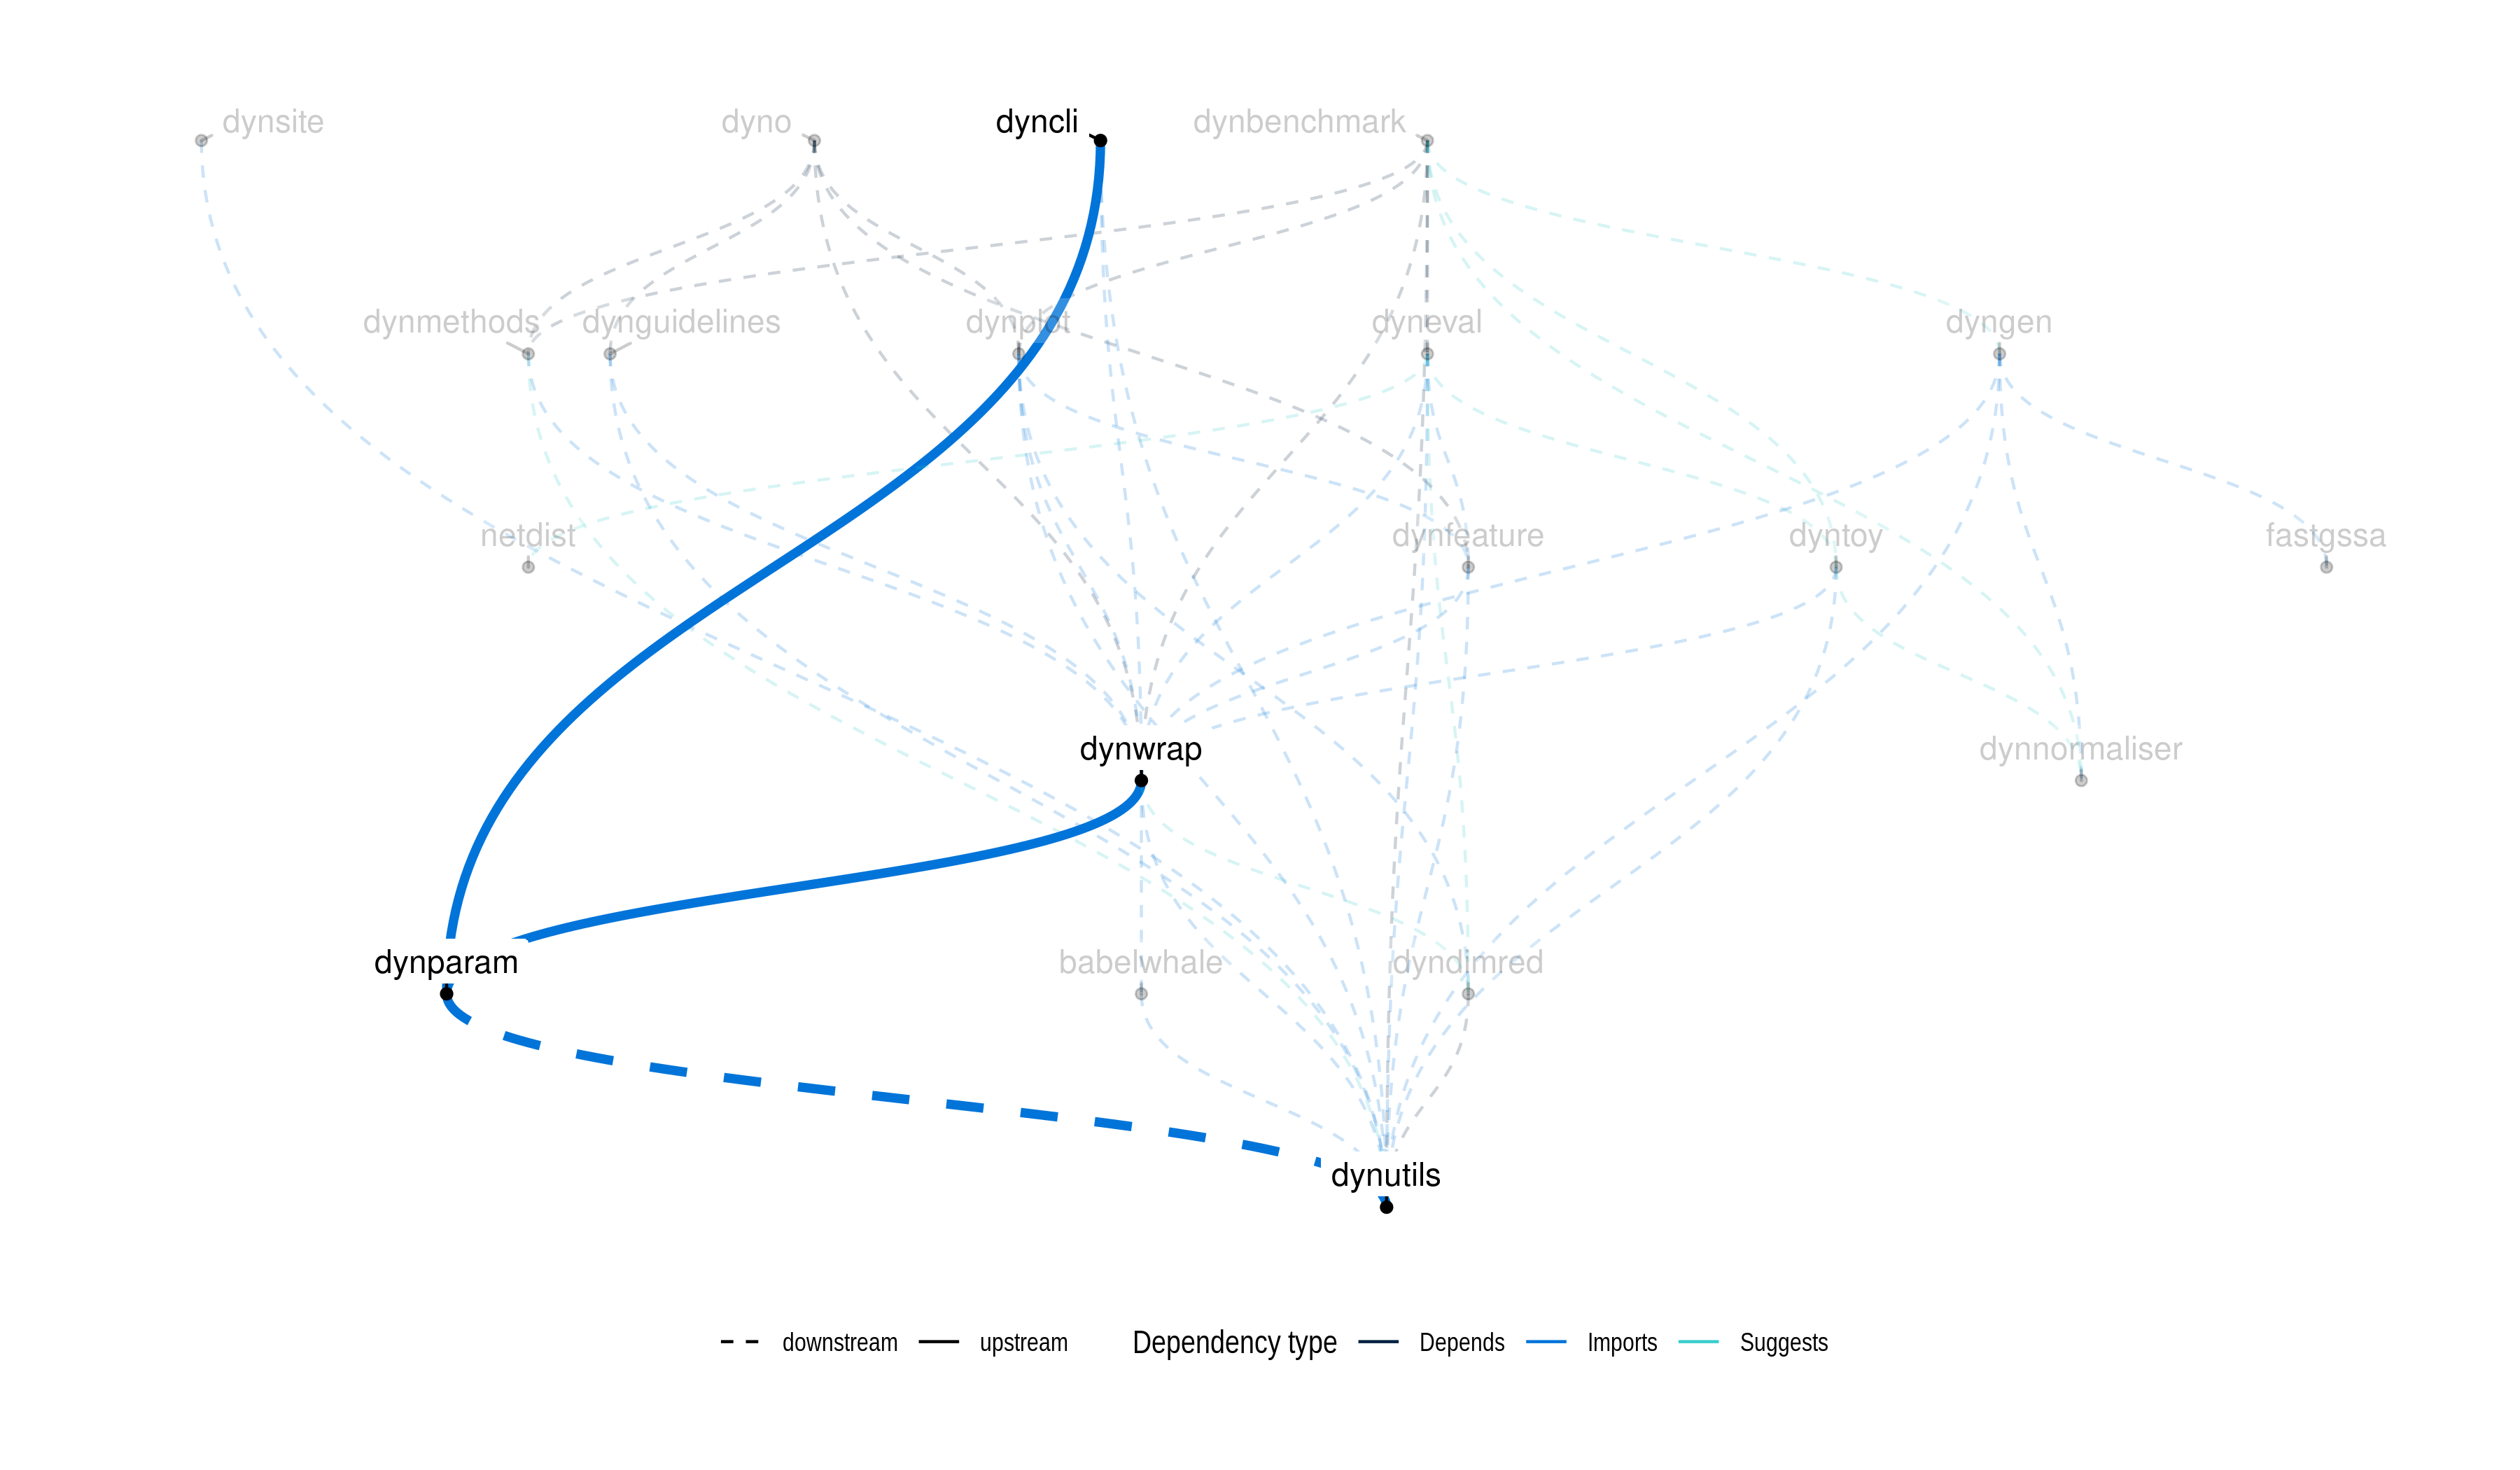 dynsite
dyno
dyncli
dynbenchmark
dynmethods
dynguidelines
dynplot
dyneval
dyngen
netdist
dynfeature
dyntoy
fastgssa
dynwrap
dynnormaliser
dynparam
babelwhale
dyndimred
dynutils
downstream upstream Dependency type Depends Imports Suggests